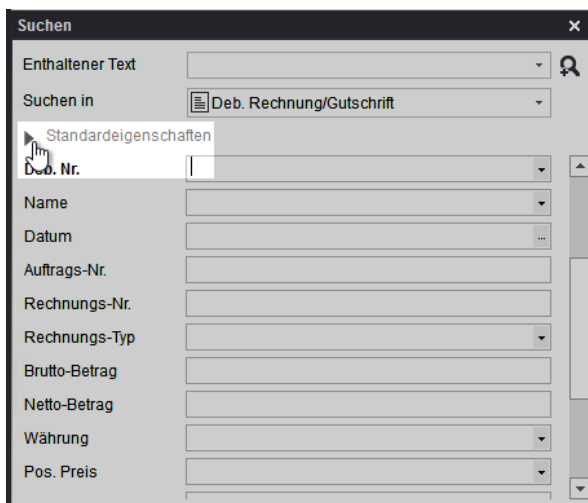 Suchen
Enthaltener Text
Suchen in Deb. Rechnung/Gutschrift
Standardeigenschaften
Deb. Nr.
Name
Datum ...
Auftrags-Nr.
Rechnungs-Nr.
Rechnungs-Typ
Brutto-Betrag
Netto-Betrag
Währung
Pos. Preis